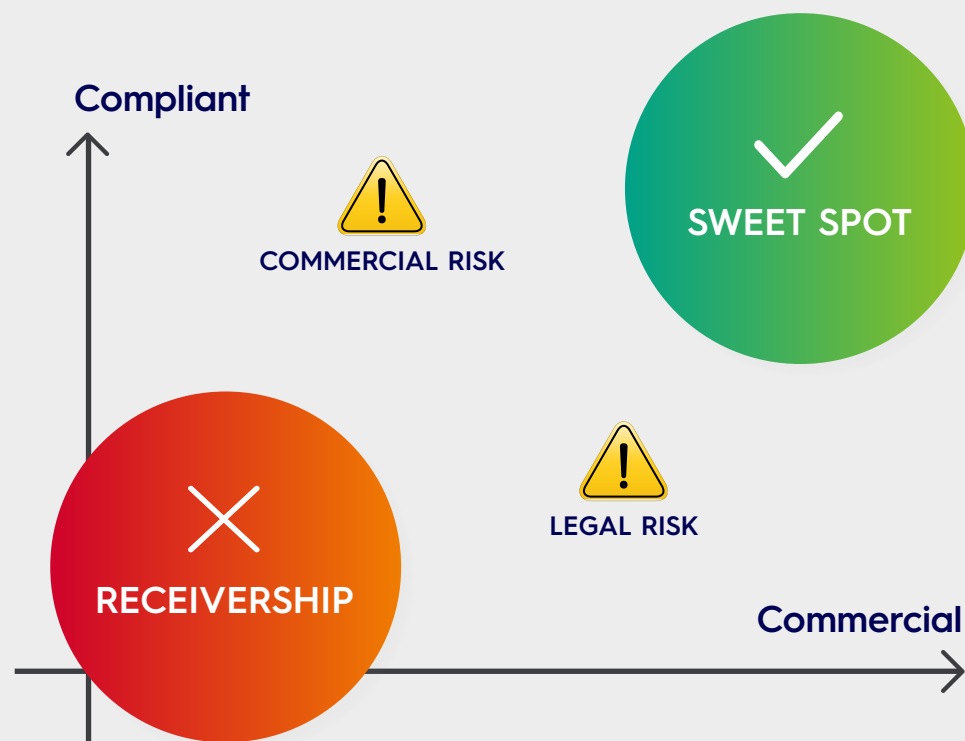 Compliant
SWEET SPOT
COMMERCIAL RISK
LEGAL RISK
RECEIVERSHIP
Commercial